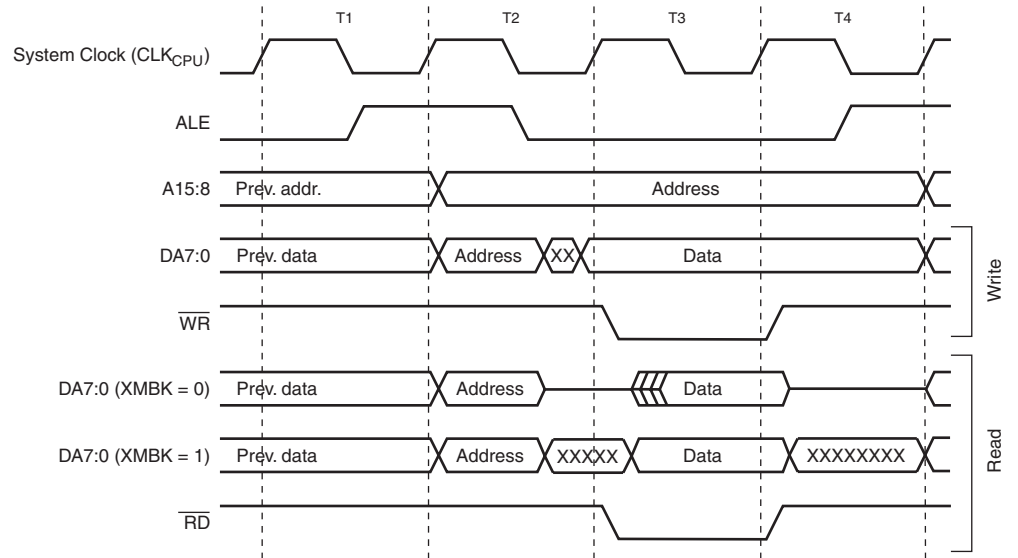 T1 T2 T3 T4
System Clock (CLKCPU)
ALE
A15:8 Prev. addr. Address
DA7:0 Prev. data Address XX Data
WR
Write
DA7:0 (XMBK = 0) Prev. data Address Data
DA7:0 (XMBK = 1) Prev. data Address XXXXX Data XXXXXXXX
RD
Read